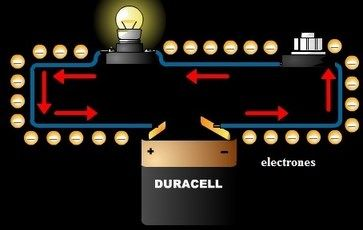 electrones
+ -
DURACELL